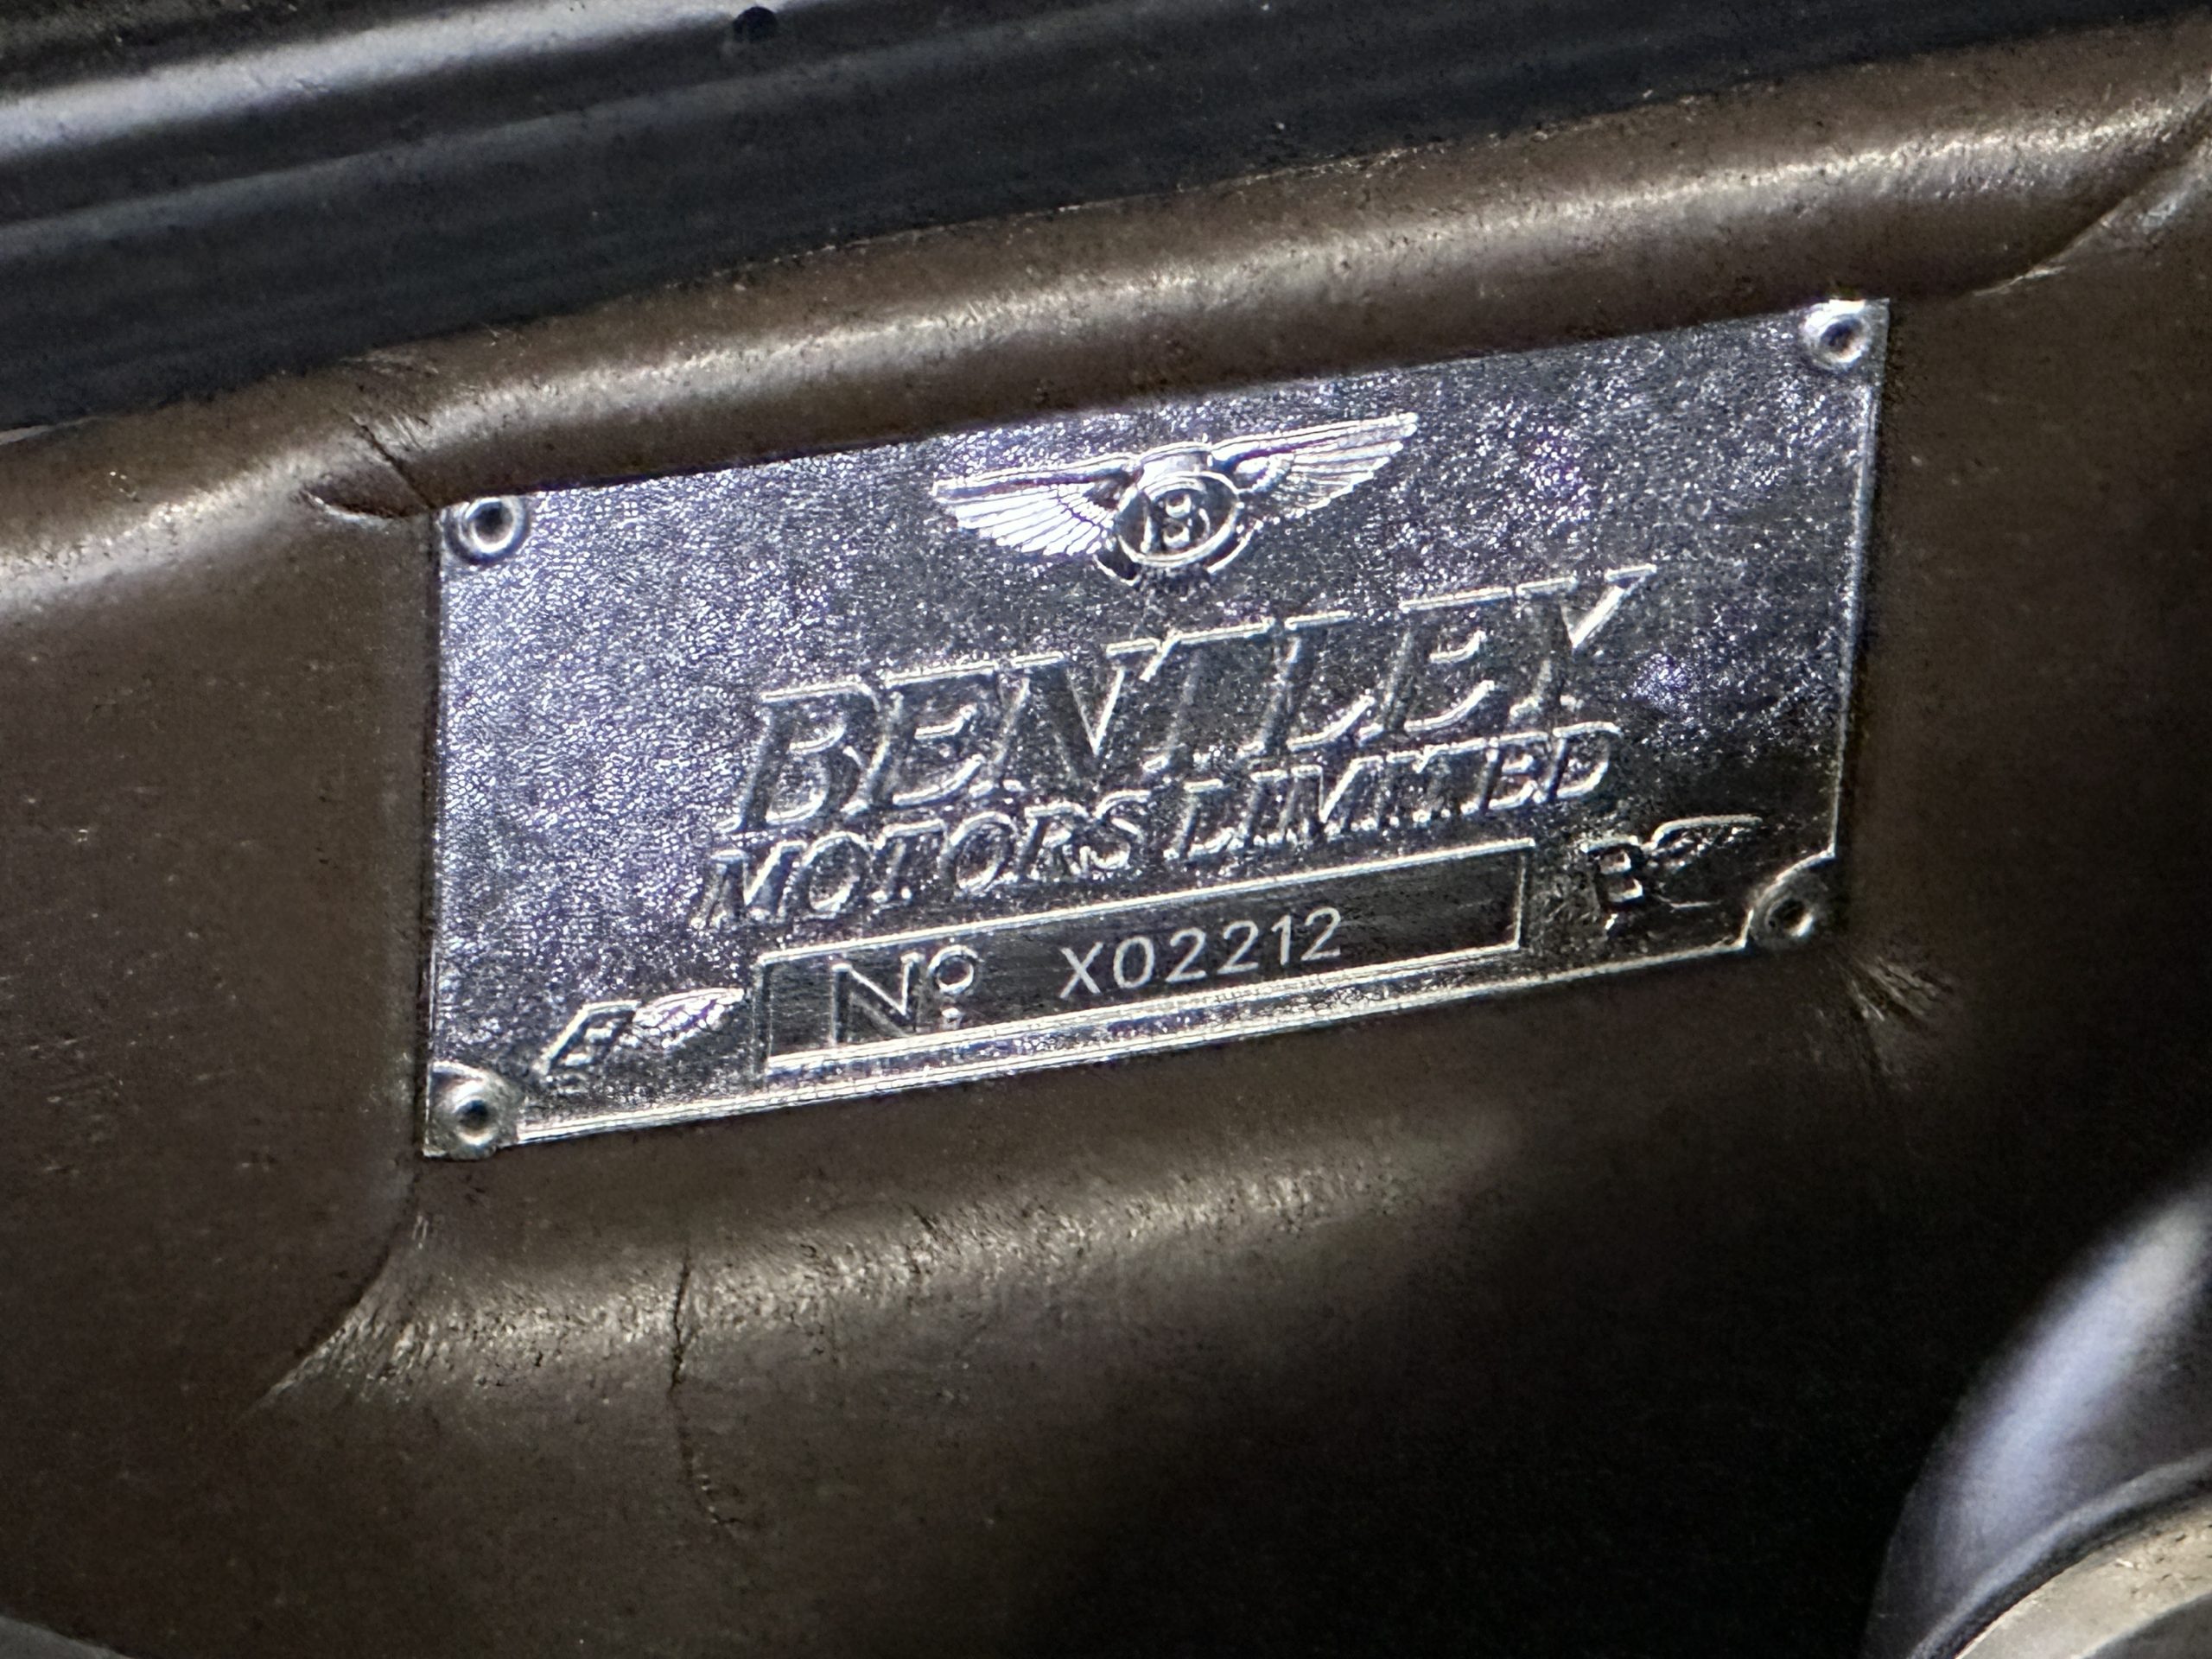 B
BENTLEY
MOTORS LIMITED
B Nº X02212 B